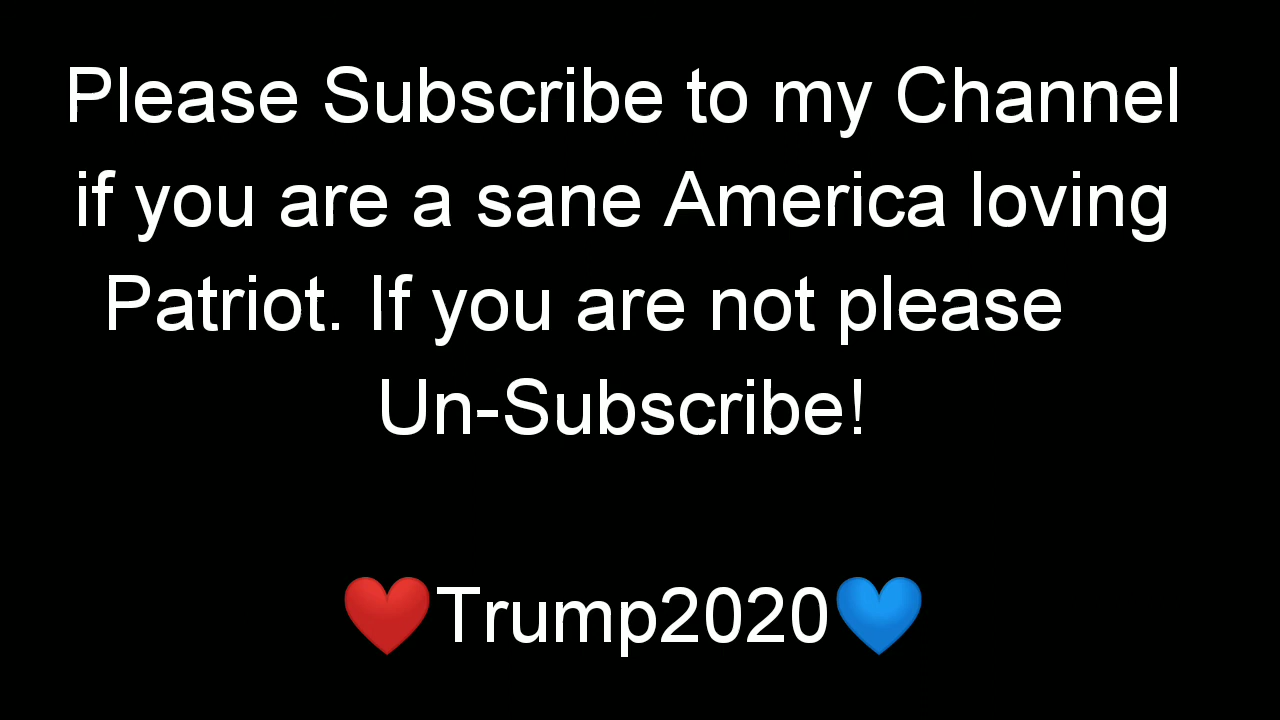 Please Subscribe to my Channel
if you are a sane America loving
Patriot. If you are not please
Un-Subscribe!
❤️Trump2020💙